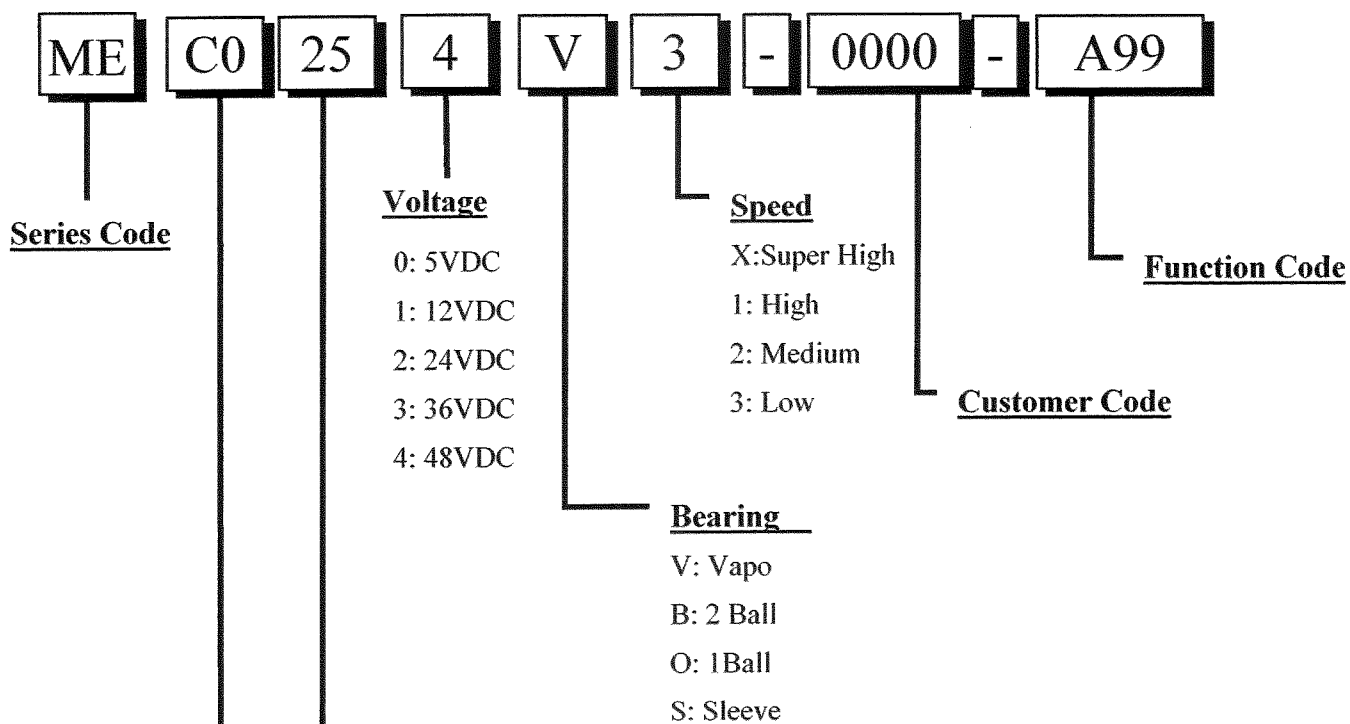 ME C0 25 4 V 3 - 0000 - A99
Series Code
Voltage
0: 5VDC
1: 12VDC
2: 24VDC
3: 36VDC
4: 48VDC
Speed
X:Super High
1: High
2: Medium
3: Low
Function Code
Customer Code
Bearing
V: Vapo
B: 2 Ball
O: 1Ball
S: Sleeve